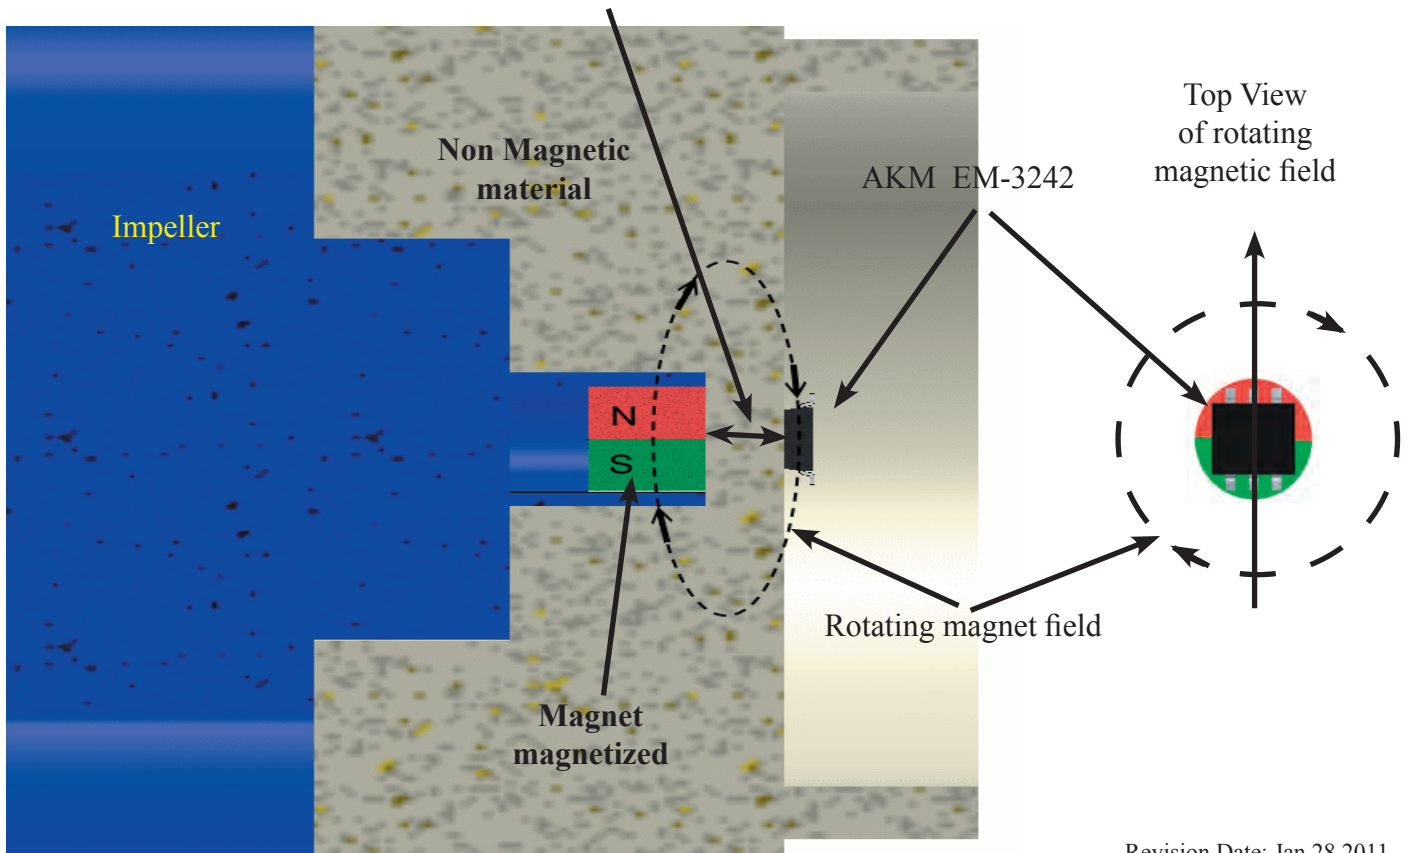 Non Magnetic
material
Impeller
AKM  EM-3242
Top View
of rotating
magnetic field
N
S
Rotating magnet field
Magnet
magnetized
Revision Date: Jan 28 2011